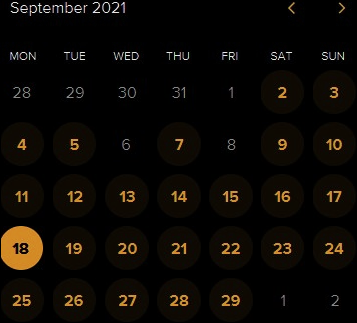 September 2021
MON TUE WED THU FRI SAT SUN
28 29 30 31 1 2 3
4 5 6 7 8 9 10
11 12 13 14 15 16 17
18 19 20 21 22 23 24
25 26 27 28 29 1 2